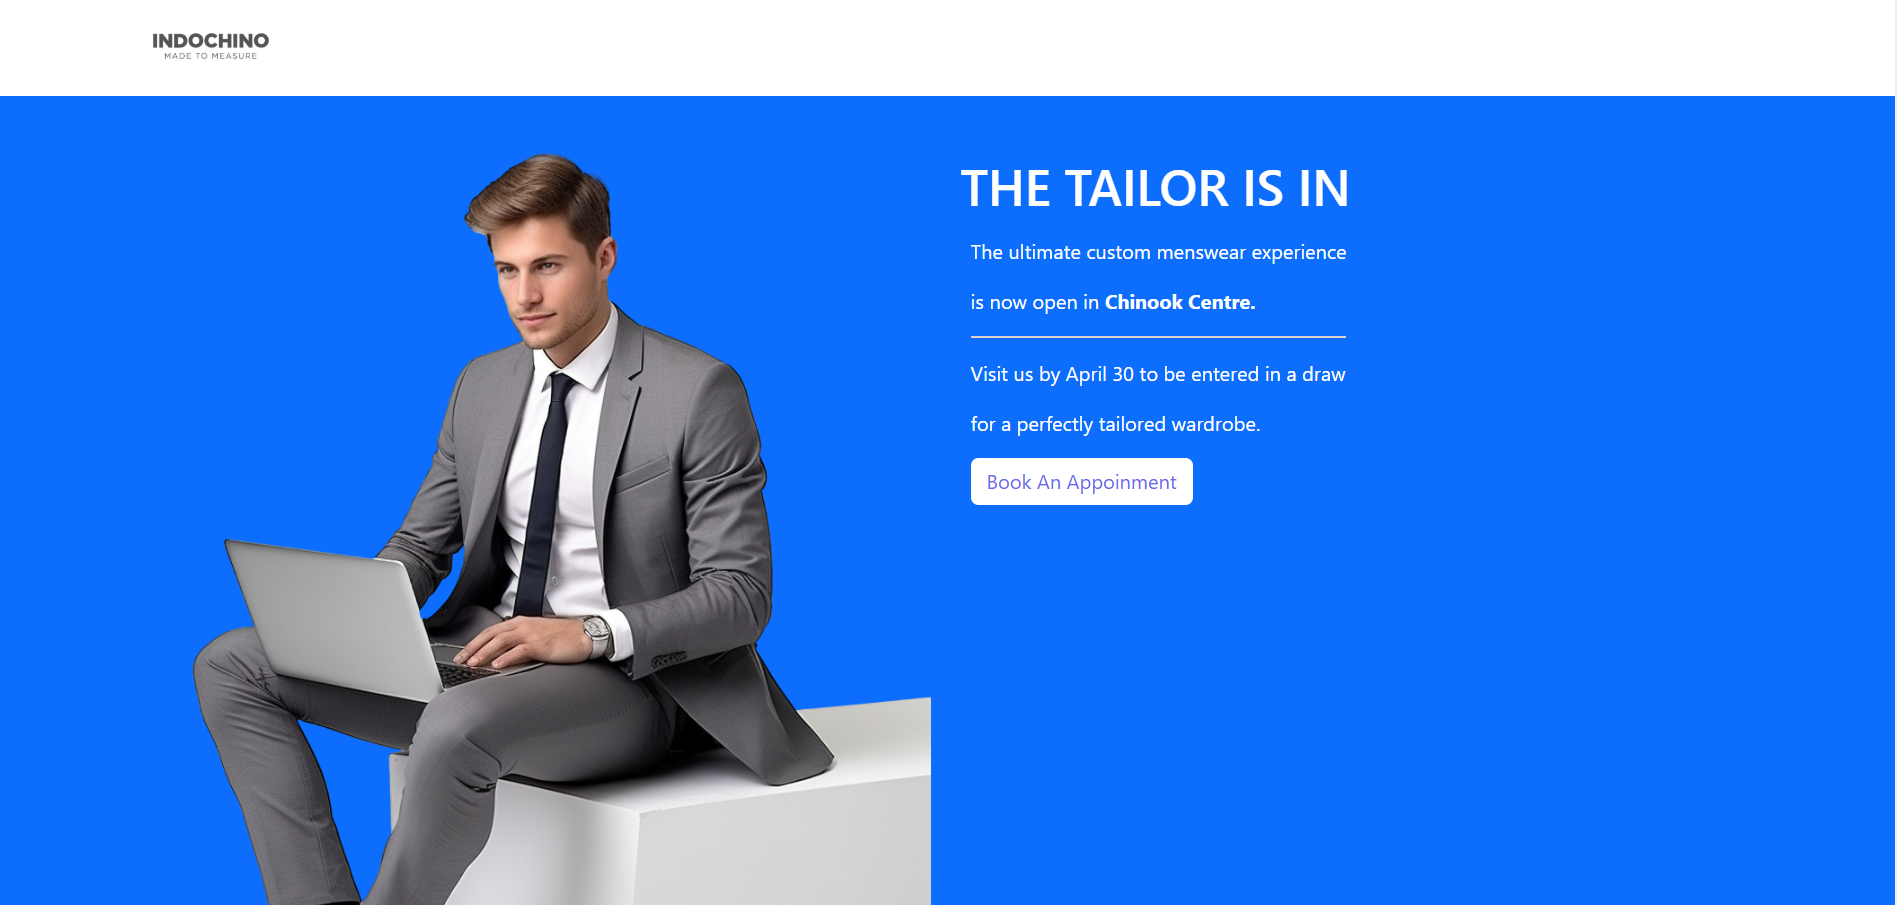 INDOCHINO
MADE TO MEASURE
THE TAILOR IS IN
The ultimate custom menswear experience
is now open in Chinook Centre.
Visit us by April 30 to be entered in a draw
for a perfectly tailored wardrobe.
Book An Appoinment